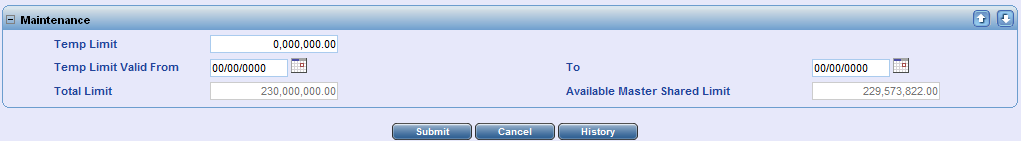 Maintenance
Temp Limit 0,000,000.00
Temp Limit Valid From 00/00/0000 To 00/00/0000
Total Limit 230,000,000.00 Available Master Shared Limit 229,573,822.00
Submit Cancel History